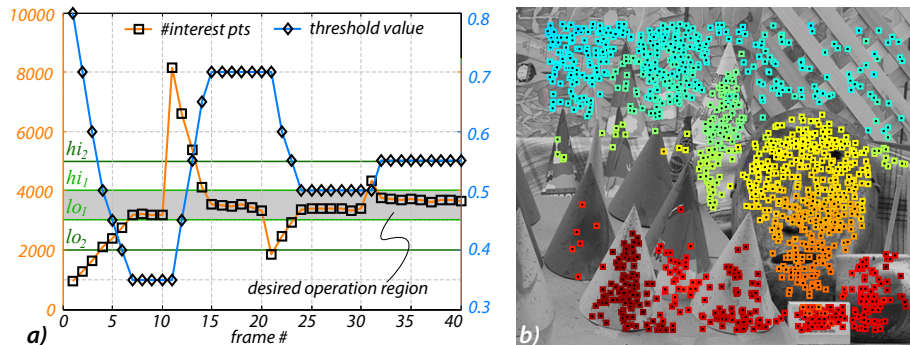 #interest pts
threshold value
10000
8000
6000
4000
2000
0
hi2
hi1
lo1
lo2
0.8
0.7
0.6
0.5
0.4
0.3
desired operation region
0 5 10 15 20 25 30 35 40
frame #
a)
b)